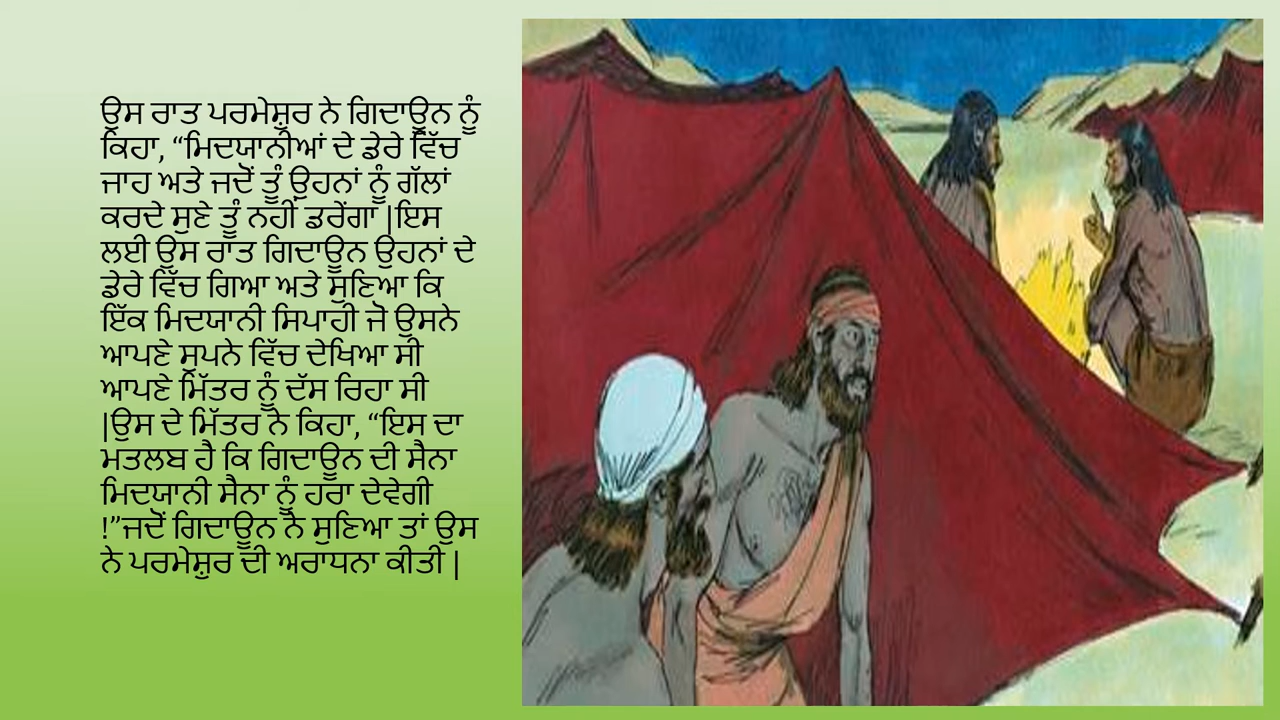 ਉਸ ਰਾਤ ਪਰਮੇਸ਼ੁਰ ਨੇ ਗਿਦਾਊਨ ਨੂੰ
ਕਿਹਾ, “ਮਿਦਯਾਨੀਆਂ ਦੇ ਡੇਰੇ ਵਿੱਚ
ਜਾਹ ਅਤੇ ਜਦੋਂ ਤੂੰ ਉਹਨਾਂ ਨੂੰ ਗੱਲਾਂ
ਕਰਦੇ ਸੁਣੇ ਤੂੰ ਨਹੀਂ ਡਰੇਂਗਾ |ਇਸ
ਲਈ ਉਸ ਰਾਤ ਗਿਦਾਊਨ ਉਹਨਾਂ ਦੇ
ਡੇਰੇ ਵਿੱਚ ਗਿਆ ਅਤੇ ਸੁਣਿਆ ਕਿ
ਇੱਕ ਮਿਦਯਾਨੀ ਸਿਪਾਹੀ ਜੋ ਉਸਨੇ
ਆਪਣੇ ਸੁਪਨੇ ਵਿੱਚ ਦੇਖਿਆ ਸੀ
ਆਪਣੇ ਮਿੱਤਰ ਨੂੰ ਦੱਸ ਰਿਹਾ ਸੀ
|ਉਸ ਦੇ ਮਿੱਤਰ ਨੇ ਕਿਹਾ, “ਇਸ ਦਾ
ਮਤਲਬ ਹੈ ਕਿ ਗਿਦਾਊਨ ਦੀ ਸੈਨਾ
ਮਿਦਯਾਨੀ ਸੈਨਾ ਨੂੰ ਹਰਾ ਦੇਵੇਗੀ
!”ਜਦੋਂ ਗਿਦਾਊਨ ਨੇ ਸੁਣਿਆ ਤਾਂ ਉਸ
ਨੇ ਪਰਮੇਸ਼ੁਰ ਦੀ ਅਰਾਧਨਾ ਕੀਤੀ |